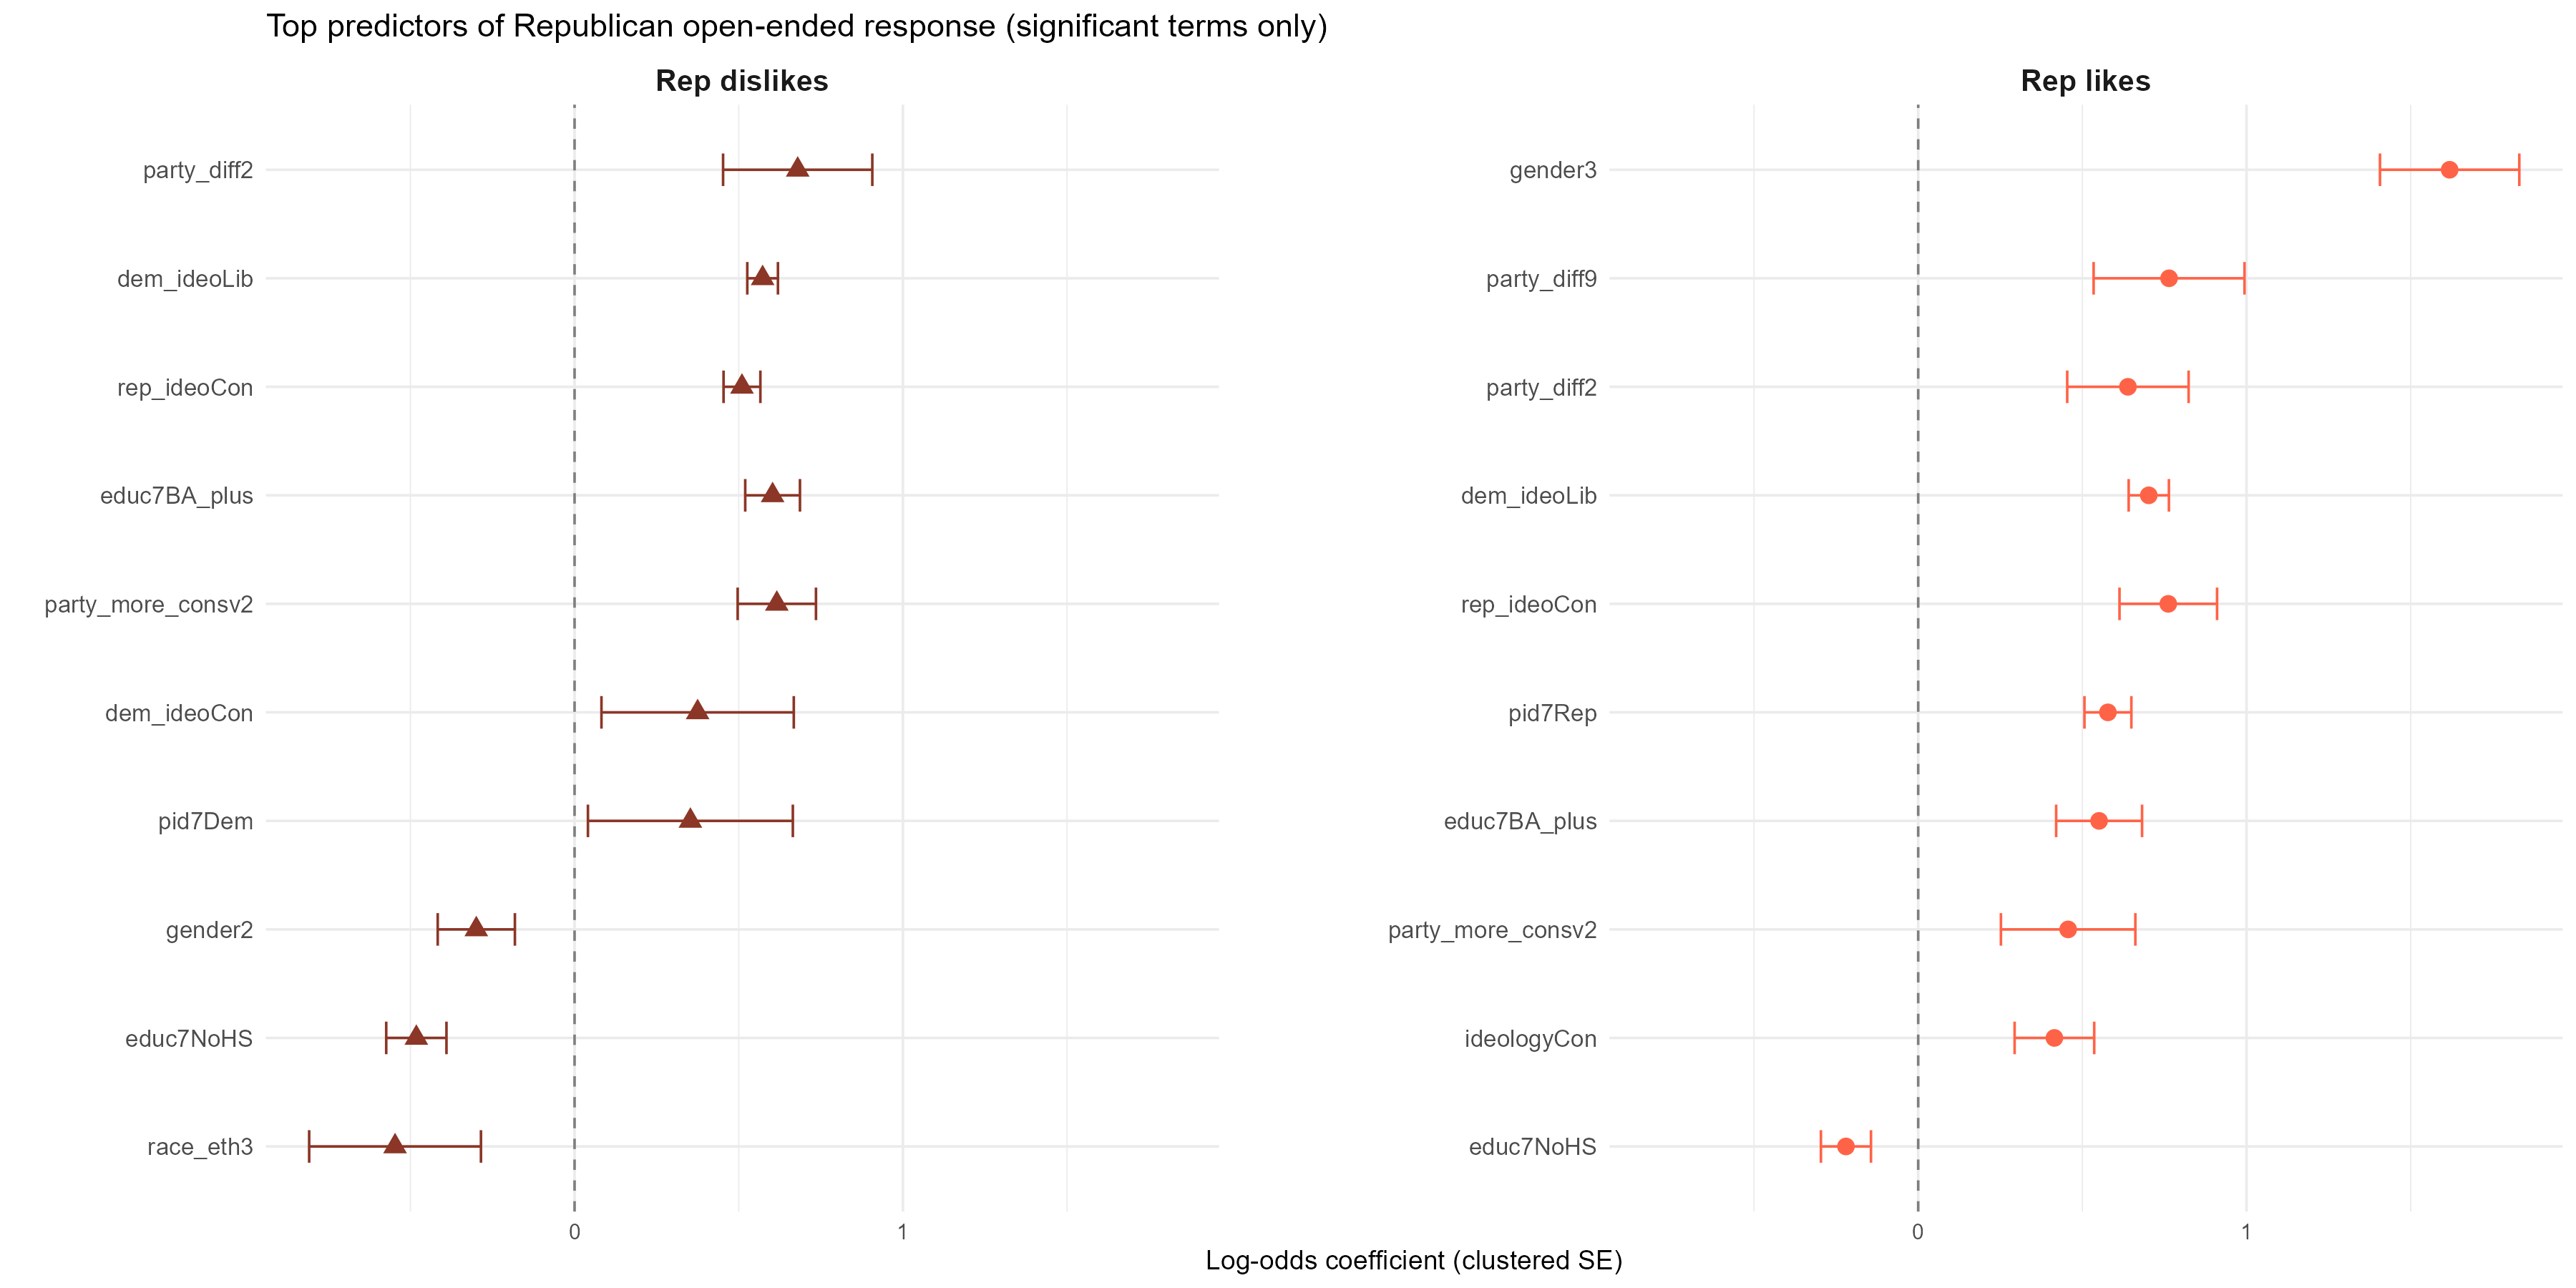 Top predictors of Republican open-ended response (significant terms only)
Rep dislikes
party_diff2
dem_ideoLib
rep_ideoCon
educ7BA_plus
party_more_consv2
dem_ideoCon
pid7Dem
gender2
educ7NoHS
race_eth3
0 1
Rep likes
gender3
party_diff9
party_diff2
dem_ideoLib
rep_ideoCon
pid7Rep
educ7BA_plus
party_more_consv2
ideologyCon
educ7NoHS
0 1
Log-odds coefficient (clustered SE)